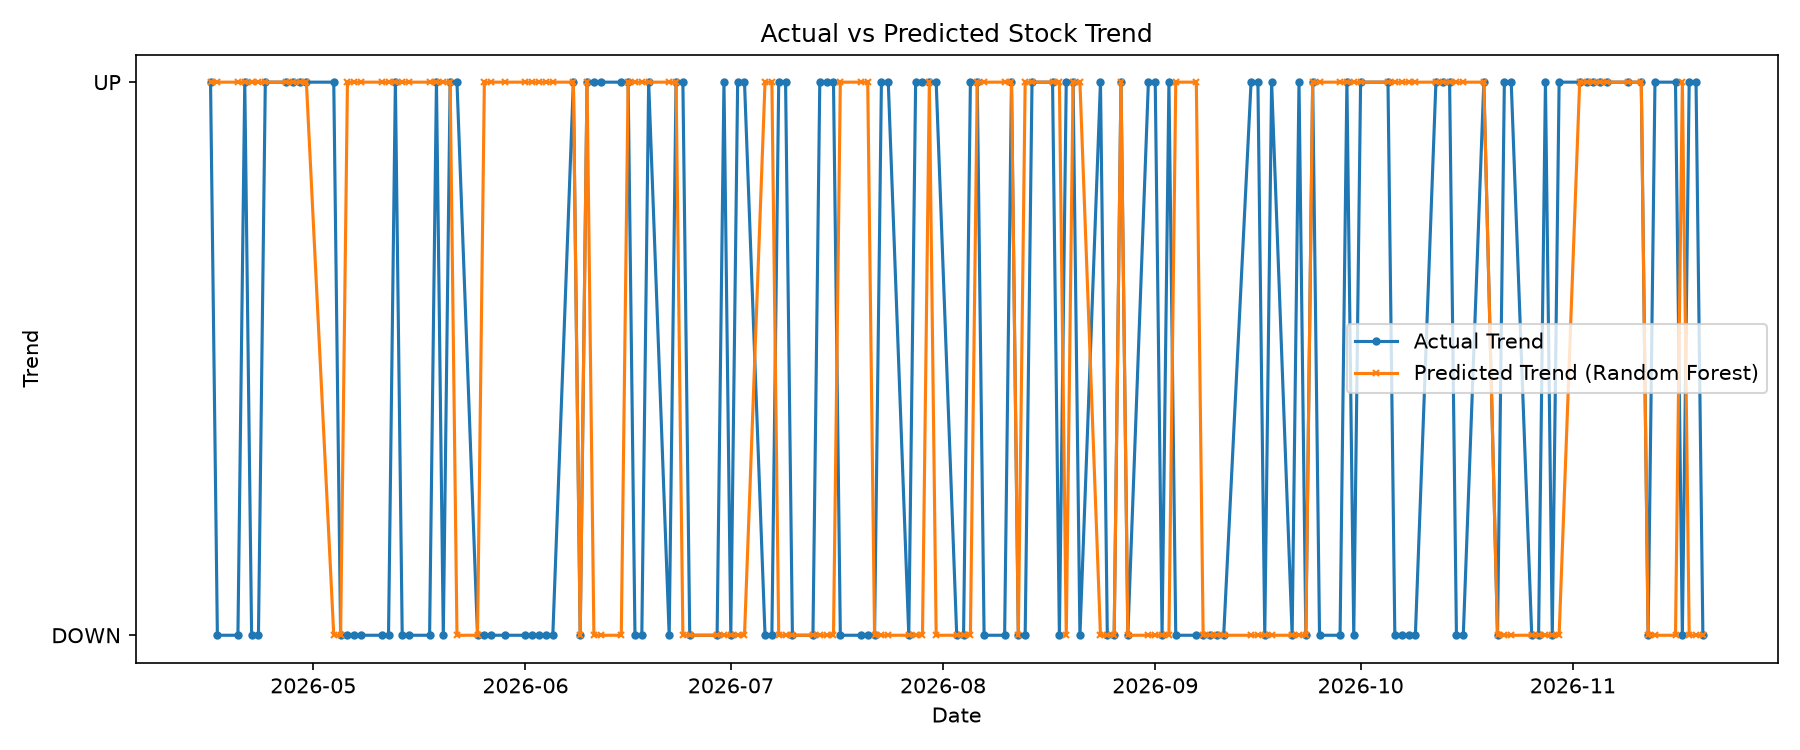 Actual vs Predicted Stock Trend
UP
DOWN
Trend
Actual Trend
Predicted Trend (Random Forest)
2026-05
2026-06
2026-07
2026-08
2026-09
2026-10
2026-11
Date